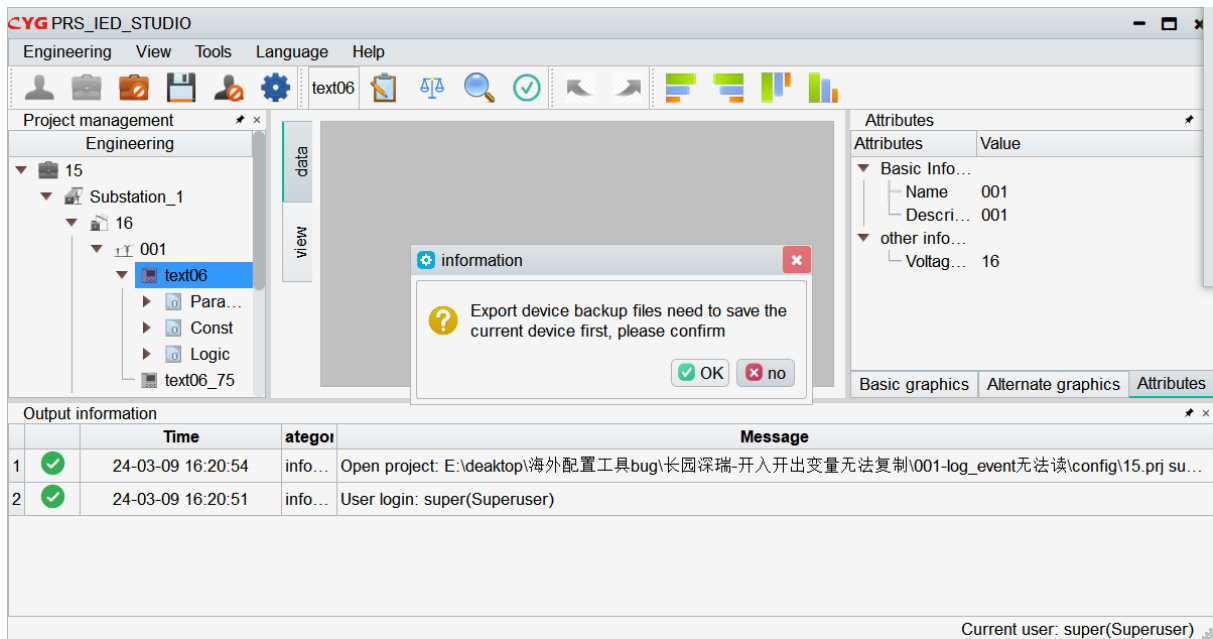 CYG PRS_IED_STUDIO
Engineering View Tools Language Help
text06
Project management
Engineering
15
Substation_1
16
001
text06
Para...
Const
Logic
text06_75
data
view
information
Export device backup files need to save the
current device first, please confirm
OK no
Attributes
Attributes Value
Basic Info...
Name 001
Descri... 001
other info...
Voltag... 16
Basic graphics Alternate graphics Attributes
Output information
Time ategor Message
1 24-03-09 16:20:54 info... Open project: E:\deaktop\海外配置工具bug\长园深瑞-开入开出变量无法复制\001-log_event无法读\config\15.prj su...
2 24-03-09 16:20:51 info... User login: super(Superuser)
Current user: super(Superuser)